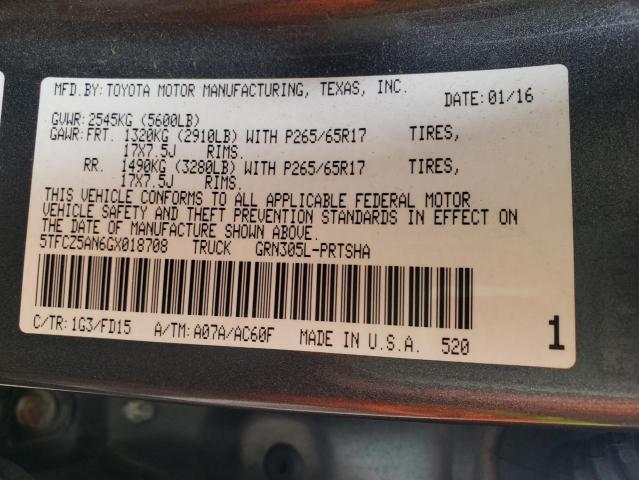 MFD.BY: TOYOTA MOTOR MANUFACTURING, TEXAS, INC.
DATE: 01/16
GVWR: 2545KG (5600LB)
GAWR: FRT. 1320KG (2910LB) WITH P265/65R17 TIRES,
17X7.5J RIMS.
RR. 1490KG (3280LB) WITH P265/65R17 TIRES,
17X7.5J RIMS.
THIS VEHICLE CONFORMS TO ALL APPLICABLE FEDERAL MOTOR
VEHICLE SAFETY AND THEFT PREVENTION STANDARDS IN EFFECT ON
THE DATE OF MANUFACTURE SHOWN ABOVE.
5TFCZ5AN6GX018708 TRUCK GRN305L-PRTSHA
C/TR: 1G3/FD15 A/TM: A07A/AC60F MADE IN U.S.A. 520
1